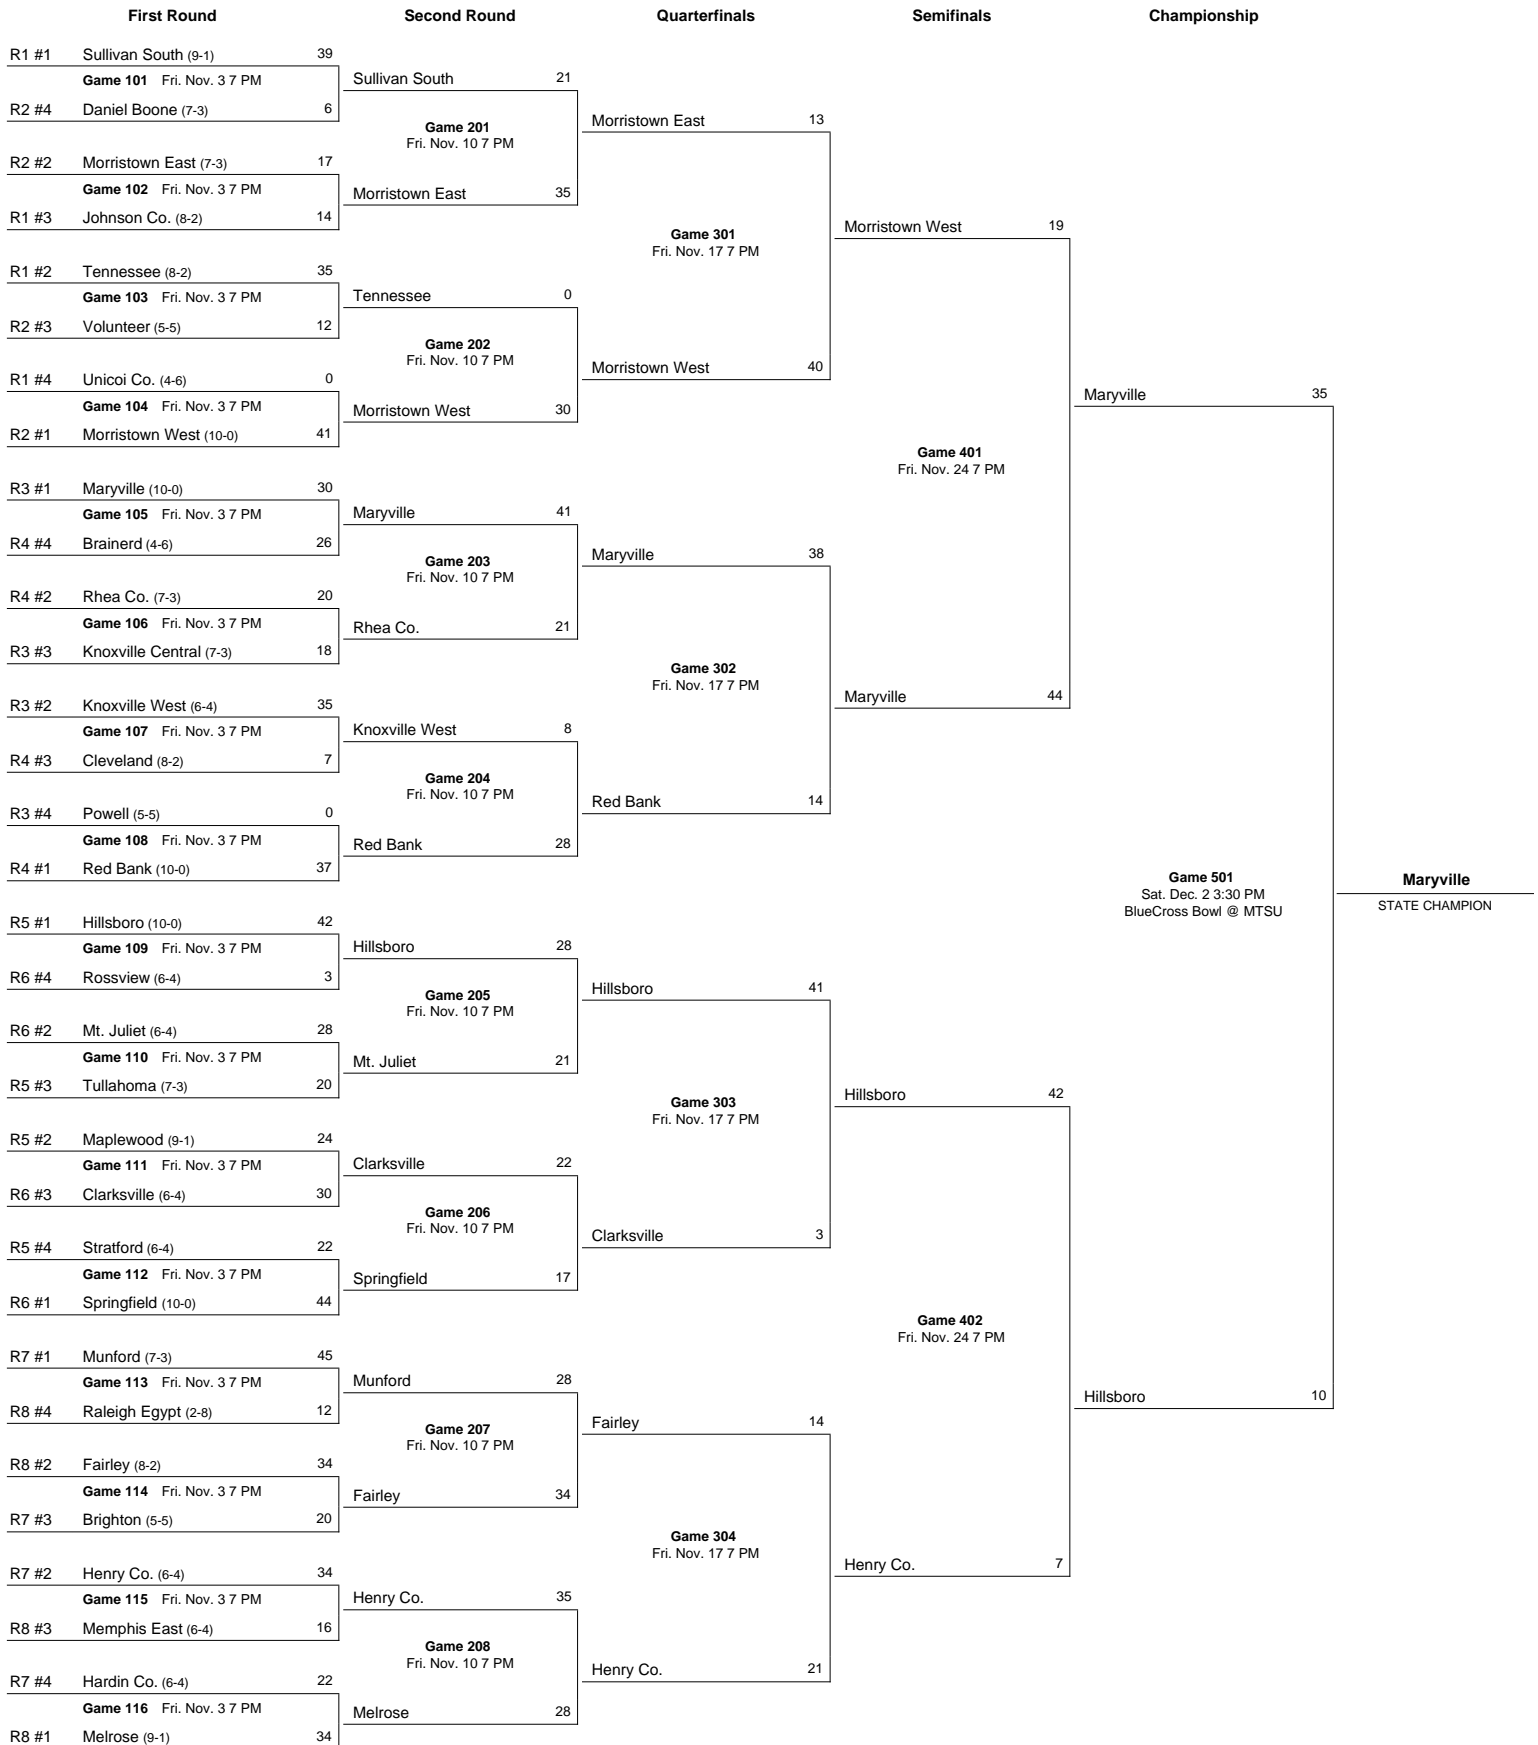 First Round Second Round Quarterfinals Semifinals Championship
R1 #1 Sullivan South (9-1) 39
Game 101 Fri. Nov. 3 7 PM
R2 #4 Daniel Boone (7-3) 6
R2 #2 Morristown East (7-3) 17
Game 102 Fri. Nov. 3 7 PM
R1 #3 Johnson Co. (8-2) 14
R1 #2 Tennessee (8-2) 35
Game 103 Fri. Nov. 3 7 PM
R2 #3 Volunteer (5-5) 12
R1 #4 Unicoi Co. (4-6) 0
Game 104 Fri. Nov. 3 7 PM
R2 #1 Morristown West (10-0) 41
R3 #1 Maryville (10-0) 30
Game 105 Fri. Nov. 3 7 PM
R4 #4 Brainerd (4-6) 26
R4 #2 Rhea Co. (7-3) 20
Game 106 Fri. Nov. 3 7 PM
R3 #3 Knoxville Central (7-3) 18
R3 #2 Knoxville West (6-4) 35
Game 107 Fri. Nov. 3 7 PM
R4 #3 Cleveland (8-2) 7
R3 #4 Powell (5-5) 0
Game 108 Fri. Nov. 3 7 PM
R4 #1 Red Bank (10-0) 37
R5 #1 Hillsboro (10-0) 42
Game 109 Fri. Nov. 3 7 PM
R6 #4 Rossview (6-4) 3
R6 #2 Mt. Juliet (6-4) 28
Game 110 Fri. Nov. 3 7 PM
R5 #3 Tullahoma (7-3) 20
R5 #2 Maplewood (9-1) 24
Game 111 Fri. Nov. 3 7 PM
R6 #3 Clarksville (6-4) 30
R5 #4 Stratford (6-4) 22
Game 112 Fri. Nov. 3 7 PM
R6 #1 Springfield (10-0) 44
R7 #1 Munford (7-3) 45
Game 113 Fri. Nov. 3 7 PM
R8 #4 Raleigh Egypt (2-8) 12
R8 #2 Fairley (8-2) 34
Game 114 Fri. Nov. 3 7 PM
R7 #3 Brighton (5-5) 20
R7 #2 Henry Co. (6-4) 34
Game 115 Fri. Nov. 3 7 PM
R8 #3 Memphis East (6-4) 16
R7 #4 Hardin Co. (6-4) 22
Game 116 Fri. Nov. 3 7 PM
R8 #1 Melrose (9-1) 34
Sullivan South 21
Game 201
Fri. Nov. 10 7 PM
Morristown East 35
Tennessee 0
Game 202
Fri. Nov. 10 7 PM
Morristown West 30
Maryville 41
Game 203
Fri. Nov. 10 7 PM
Rhea Co. 21
Knoxville West 8
Game 204
Fri. Nov. 10 7 PM
Red Bank 28
Hillsboro 28
Game 205
Fri. Nov. 10 7 PM
Mt. Juliet 21
Clarksville 22
Game 206
Fri. Nov. 10 7 PM
Springfield 17
Munford 28
Game 207
Fri. Nov. 10 7 PM
Fairley 34
Henry Co. 35
Game 208
Fri. Nov. 10 7 PM
Melrose 28
Morristown East 13
Game 301
Fri. Nov. 17 7 PM
Morristown West 40
Maryville 38
Game 302
Fri. Nov. 17 7 PM
Red Bank 14
Hillsboro 41
Game 303
Fri. Nov. 17 7 PM
Clarksville 3
Fairley 14
Game 304
Fri. Nov. 17 7 PM
Henry Co. 21
Morristown West 19
Game 401
Fri. Nov. 24 7 PM
Maryville 44
Hillsboro 42
Game 402
Fri. Nov. 24 7 PM
Henry Co. 7
Maryville 35
Game 501
Sat. Dec. 2 3:30 PM
BlueCross Bowl @ MTSU
Hillsboro 10
Maryville
STATE CHAMPION